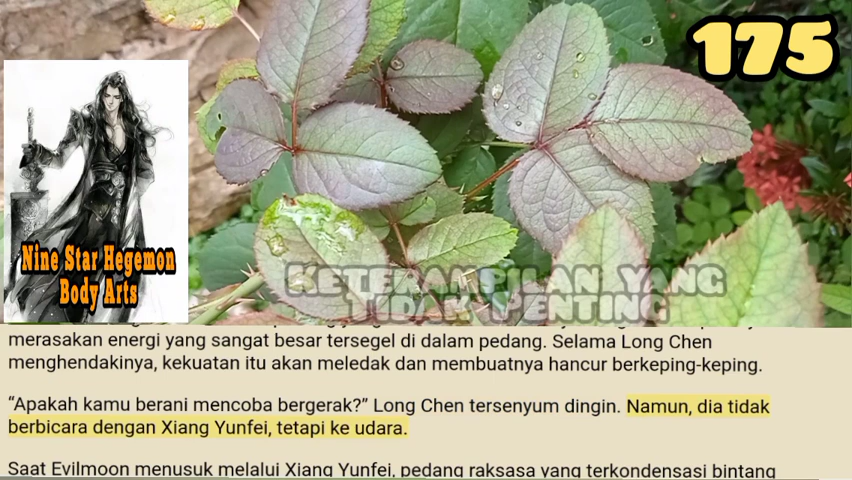 175
Nine Star Hegemon
Body Arts
KETERAMPILAN YANG
TIDAK PENTING
merasakan energi yang sangat besar tersegel di dalam pedang. Selama Long Chen
menghendakinya, kekuatan itu akan meledak dan membuatnya hancur berkeping-keping.
“Apakah kamu berani mencoba bergerak?” Long Chen tersenyum dingin. Namun, dia tidak
berbicara dengan Xiang Yunfei, tetapi ke udara.
Saat Evilmoon menusuk melalui Xiang Yunfei, pedang raksasa yang terkondensasi bintang